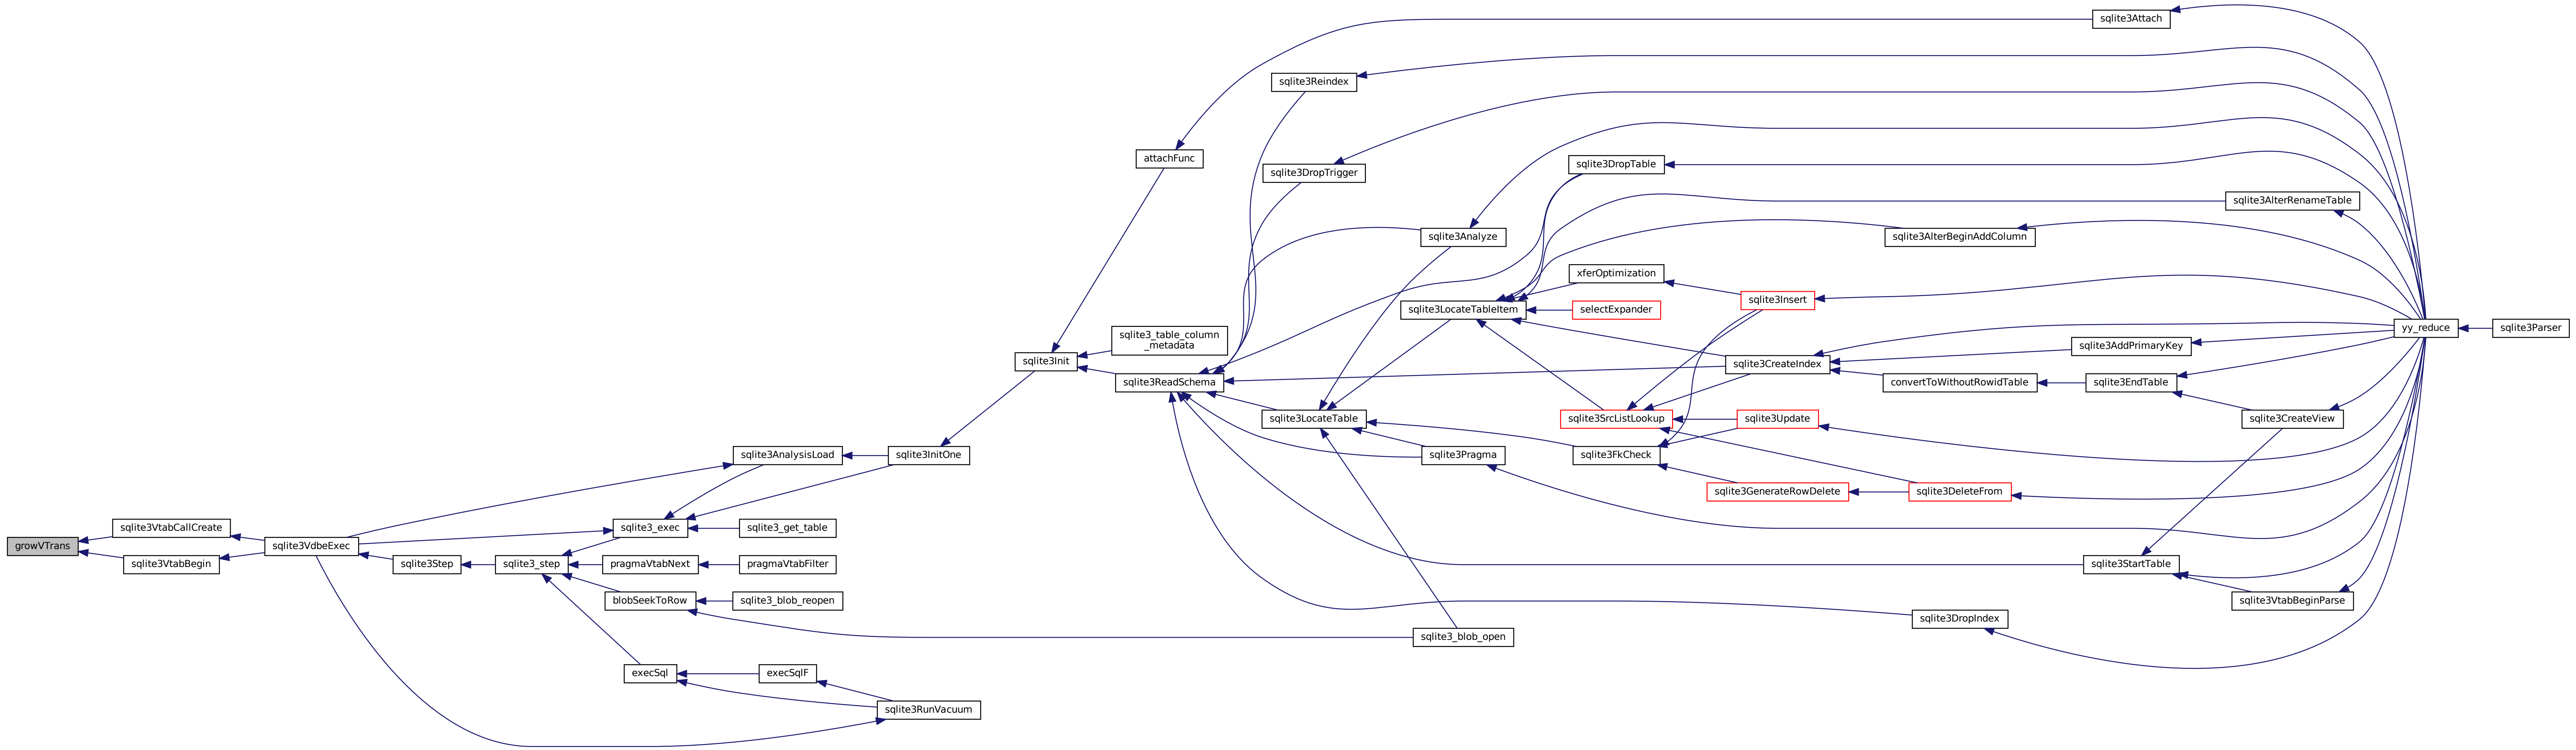 growVTrans
sqlite3VtabCallCreate
sqlite3VtabBegin
sqlite3VdbeExec
sqlite3Step
sqlite3_step
sqlite3_exec
pragmaVtabNext
blobSeekToRow
execSql
sqlite3AnalysisLoad
sqlite3_get_table
pragmaVtabFilter
sqlite3_blob_reopen
execSqlF
sqlite3InitOne
sqlite3RunVacuum
sqlite3Init
attachFunc
sqlite3_table_column
_metadata
sqlite3ReadSchema
sqlite3Reindex
sqlite3DropTrigger
sqlite3LocateTable
sqlite3Analyze
sqlite3LocateTableItem
sqlite3Pragma
sqlite3_blob_open
sqlite3DropTable
xferOptimization
selectExpander
sqlite3SrcListLookup
sqlite3FkCheck
sqlite3Insert
sqlite3CreateIndex
sqlite3Update
sqlite3GenerateRowDelete
sqlite3AlterBeginAddColumn
convertToWithoutRowidTable
sqlite3DeleteFrom
sqlite3DropIndex
sqlite3Attach
sqlite3AddPrimaryKey
sqlite3EndTable
sqlite3StartTable
sqlite3AlterRenameTable
sqlite3CreateView
sqlite3VtabBeginParse
yy_reduce
sqlite3Parser